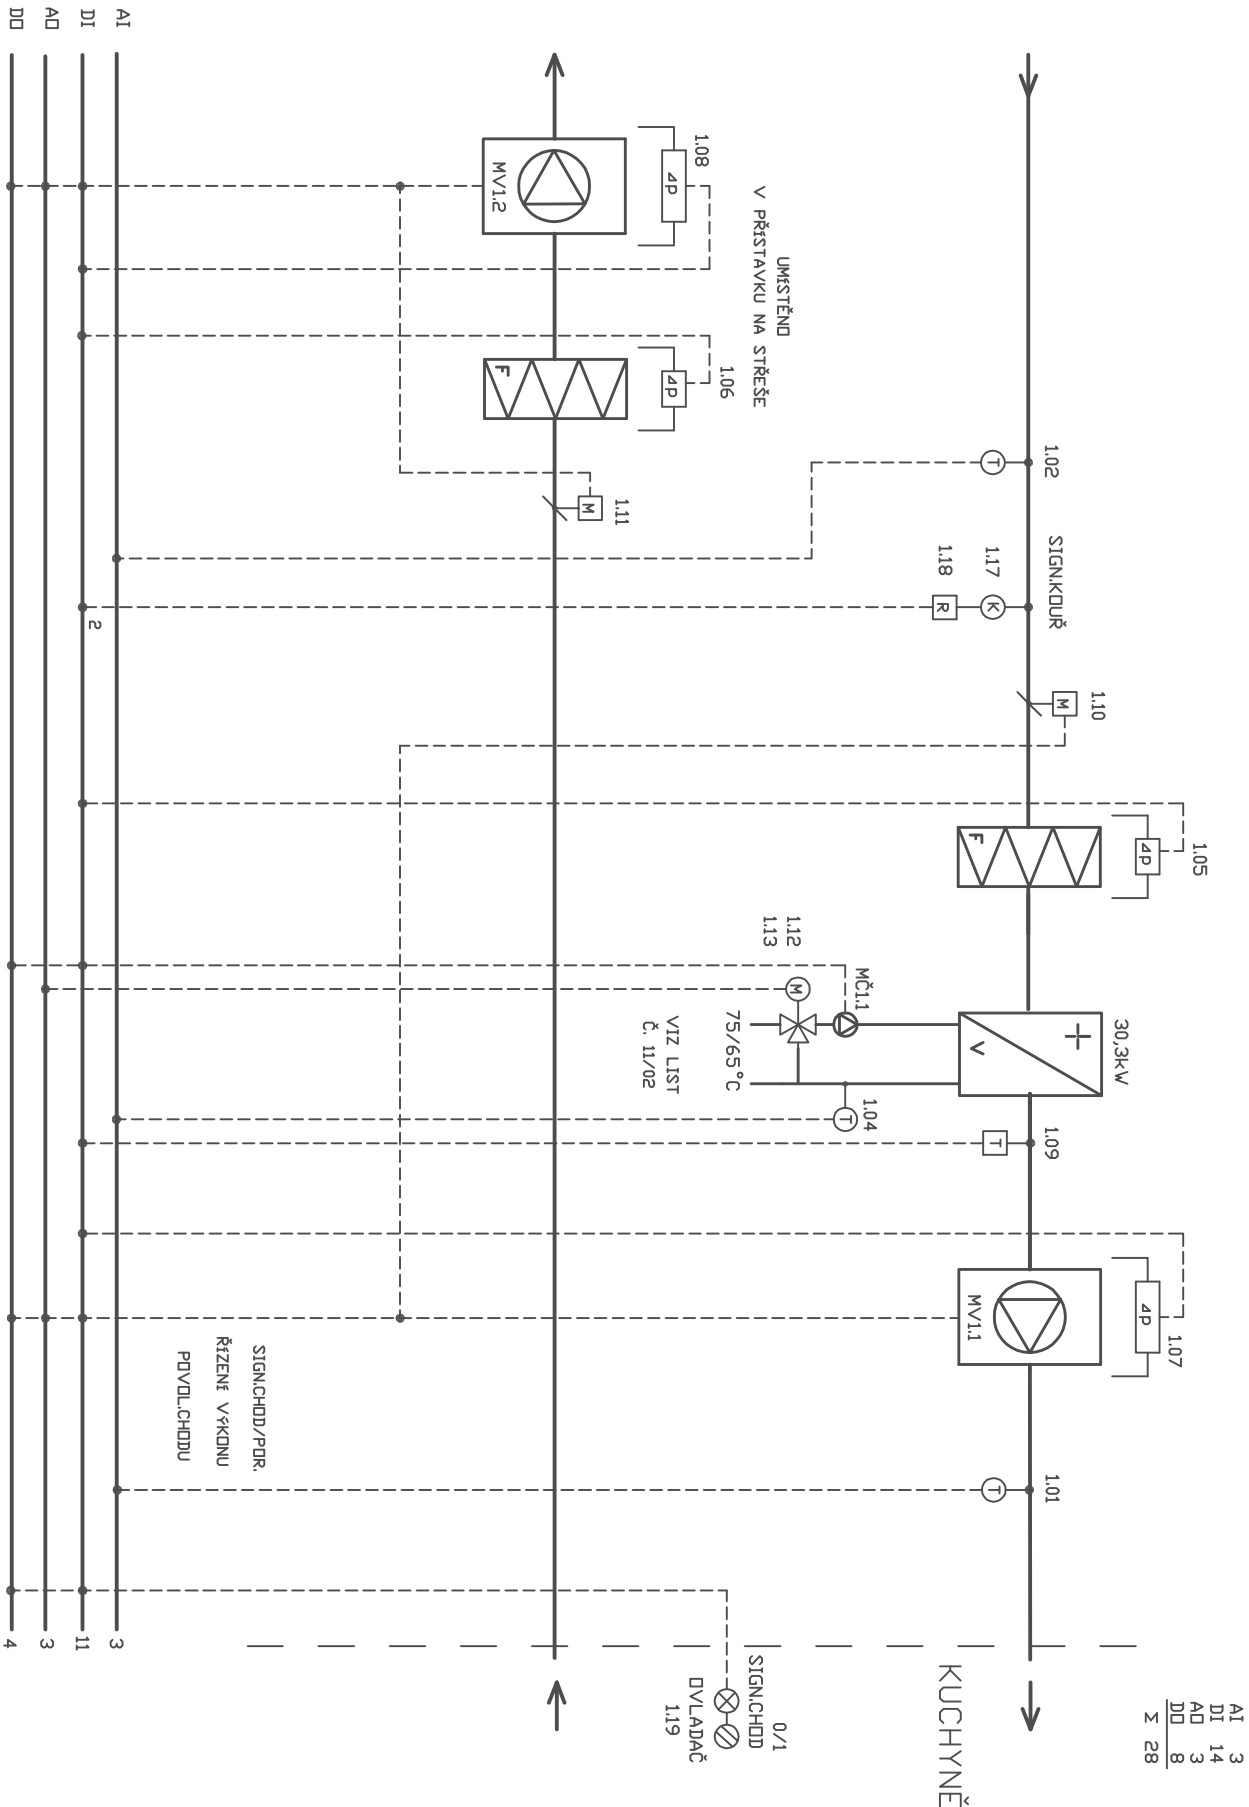 AI 3
DI 14
AO 3
DO 8
Σ 28
1.05
1.07
30,3kW
1.10
1.02
SIGN.KOUŘ
1.09
1.01
M
Δp
Δp
F
MV1.1
T
1.17
K
1.18
R
T
T
KUCHYNĚ
MČ1.1
1.04
T
1.12
1.13
M
75/65°C
VIZ LIST
Č. 11/02
UMÍSTĚNO
V PŘÍSTAVKU NA STŘEŠE
1.08
Δp
1.06
Δp
0/1
SIGN.CHOD
OVLADAČ
1.19
1.11
M
MV1.2
F
SIGN.CHOD/POR.
ŘÍZENÍ VÝKONU
POVOL.CHODU
2
AI 3
DI 11
AO 3
DO 4